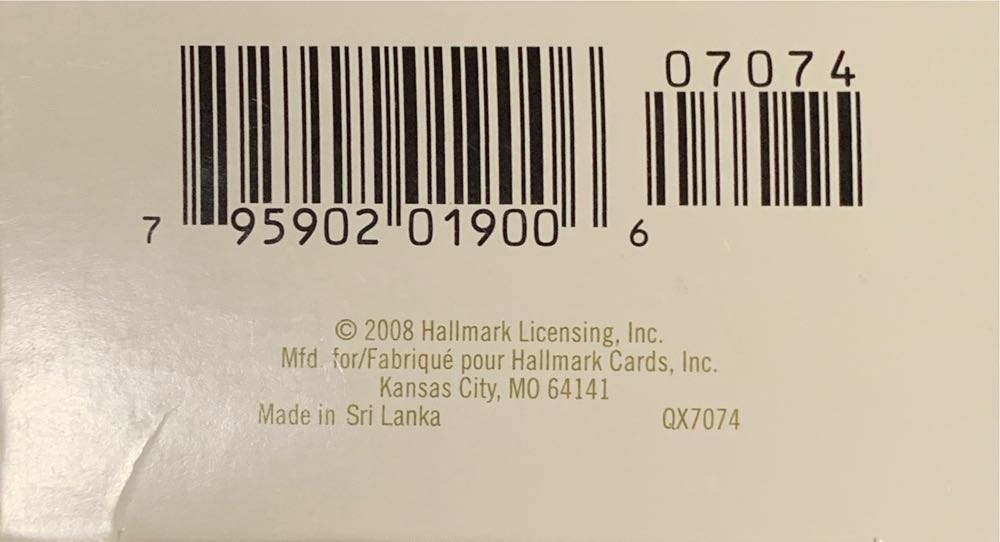 07074
7 95902 01900 6
© 2008 Hallmark Licensing, Inc.
Mfd. for/Fabriqué pour Hallmark Cards, Inc.
Kansas City, MO 64141
Made in Sri Lanka QX7074